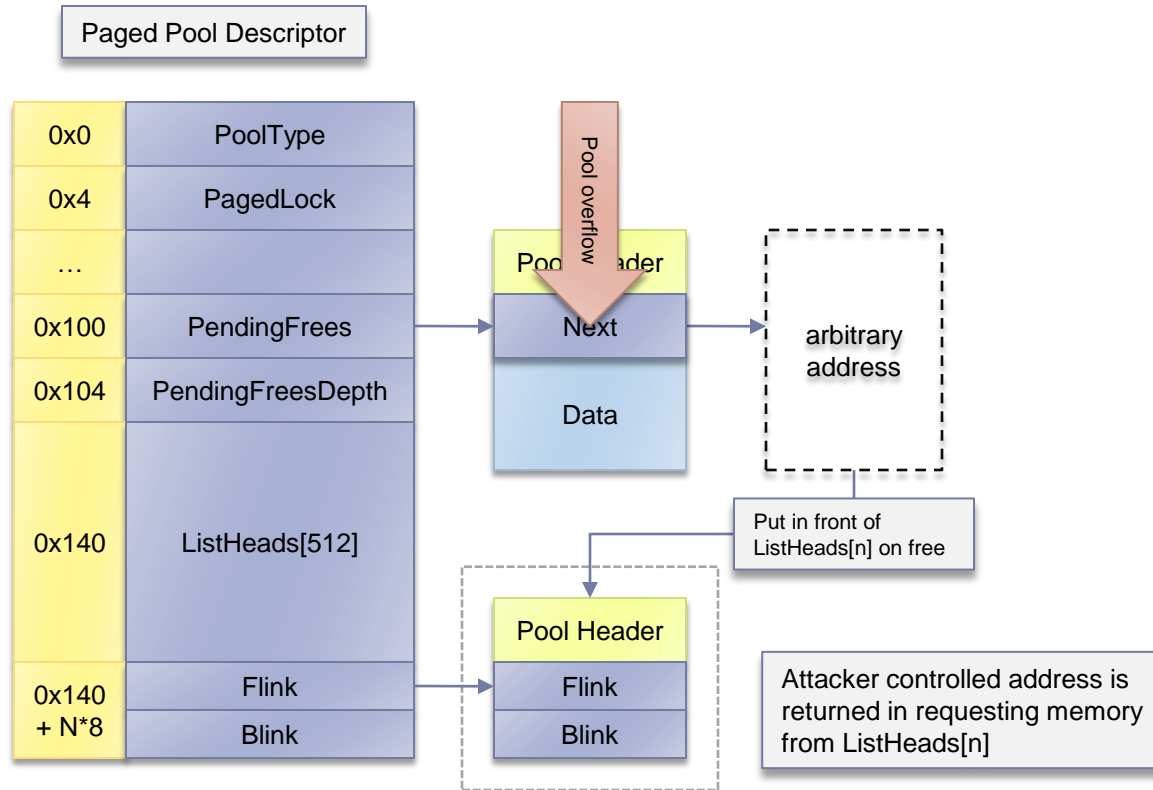 Paged Pool Descriptor
0x0
PoolType
0x4
PagedLock
...
0x100
PendingFrees
0x104
PendingFreesDepth
0x140
ListHeads[512]
0x140
+ N*8
Flink
Blink
Pool overflow
Next
Data
arbitrary
address
Put in front of
ListHeads[n] on free
Pool Header
Flink
Blink
Attacker controlled address is
returned in requesting memory
from ListHeads[n]